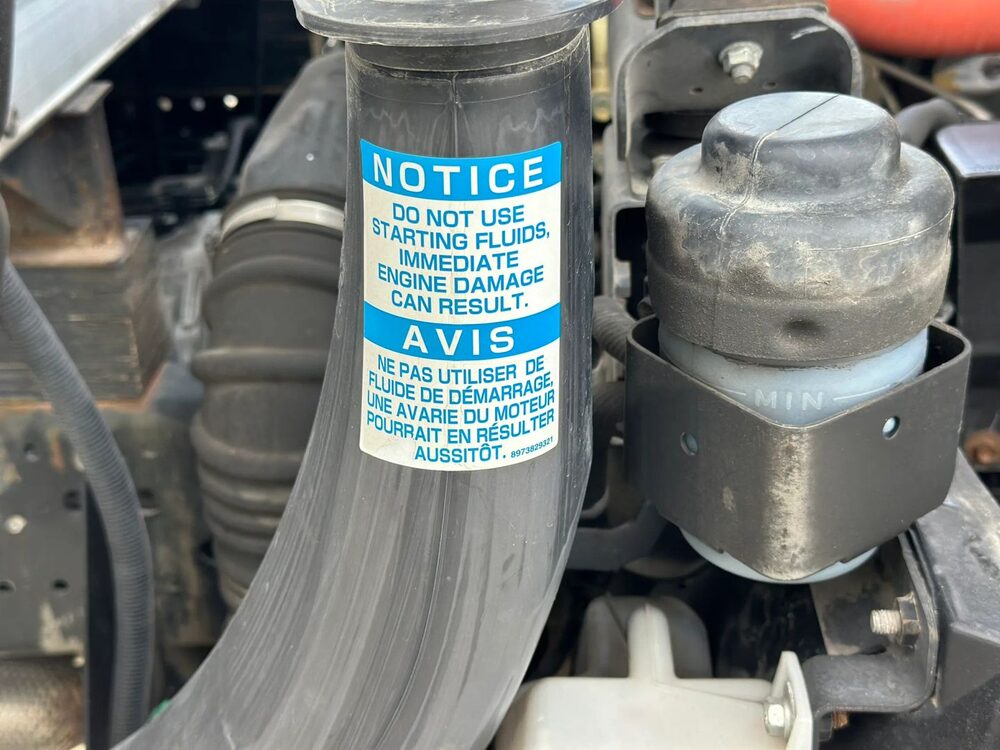 NOTICE
DO NOT USE
STARTING FLUIDS,
IMMEDIATE
ENGINE DAMAGE
CAN RESULT.
AVIS
NE PAS UTILISER DE
FLUIDE DE DÉMARRAGE,
UNE AVARIE DU MOTEUR
POURRAIT EN RÉSULTER
AUSSITÔT. 8973829321
MIN